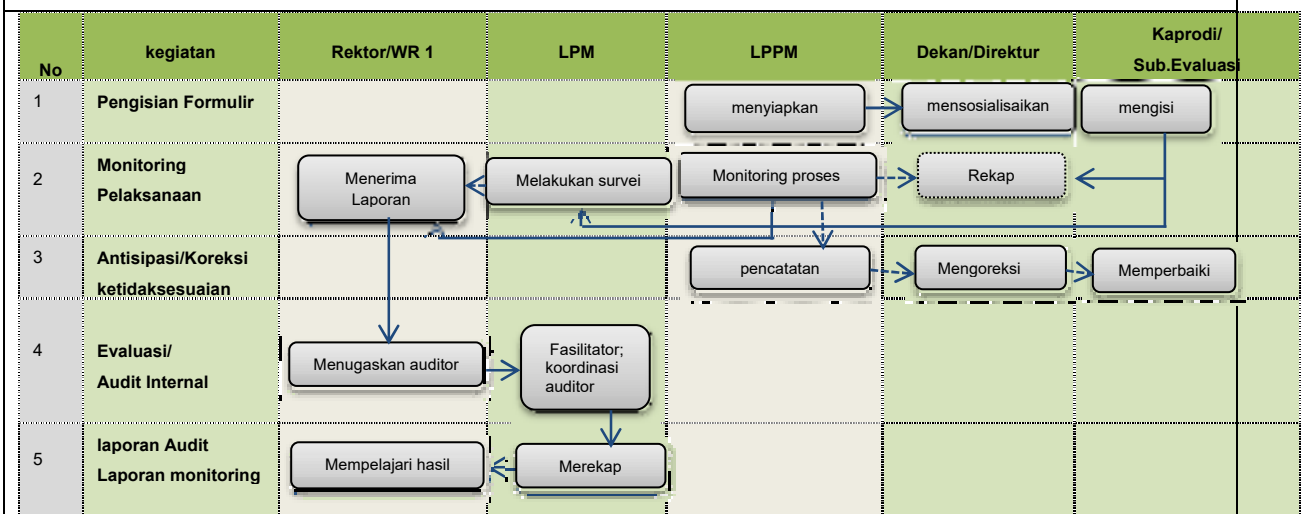 No
kegiatan
Rektor/WR 1
LPM
LPPM
Dekan/Direktur
Kaprodi/
Sub.Evaluasi
1
Pengisian Formulir
menyiapkan
mensosialisaikan
mengisi
2
Monitoring
Pelaksanaan
Menerima
Laporan
Melakukan survei
Monitoring proses
Rekap
3
Antisipasi/Koreksi
ketidaksesuaian
pencatatan
Mengoreksi
Memperbaiki
4
Evaluasi/
Audit Internal
Menugaskan auditor
Fasilitator;
koordinasi
auditor
5
laporan Audit
Laporan monitoring
Mempelajari hasil
Merekap